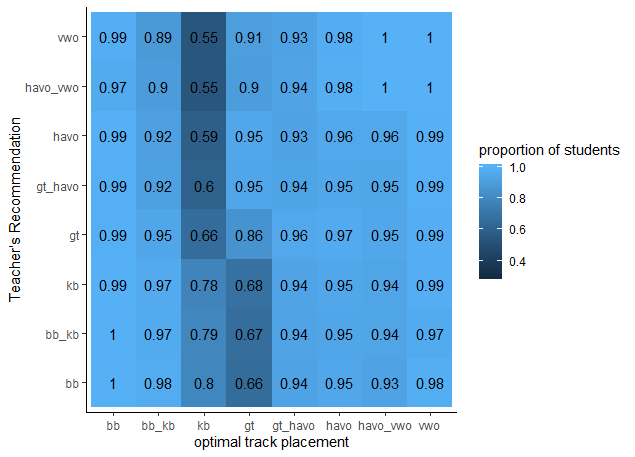 vwo 0.99 0.89 0.55 0.91 0.93 0.98 1 1
havo_vwo 0.97 0.9 0.55 0.9 0.94 0.98 1 1
havo 0.99 0.92 0.59 0.95 0.93 0.96 0.96 0.99
gt_havo 0.99 0.92 0.6 0.95 0.94 0.95 0.95 0.99
gt 0.99 0.95 0.66 0.86 0.96 0.97 0.95 0.99
kb 0.99 0.97 0.78 0.68 0.94 0.95 0.94 0.99
bb_kb 1 0.97 0.79 0.67 0.94 0.95 0.94 0.97
bb 1 0.98 0.8 0.66 0.94 0.95 0.93 0.98
bb bb_kb kb gt gt_havo havo havo_vwo vwo
optimal track placement
Teacher's Recommendation
proportion of students
1.0
0.8
0.6
0.4